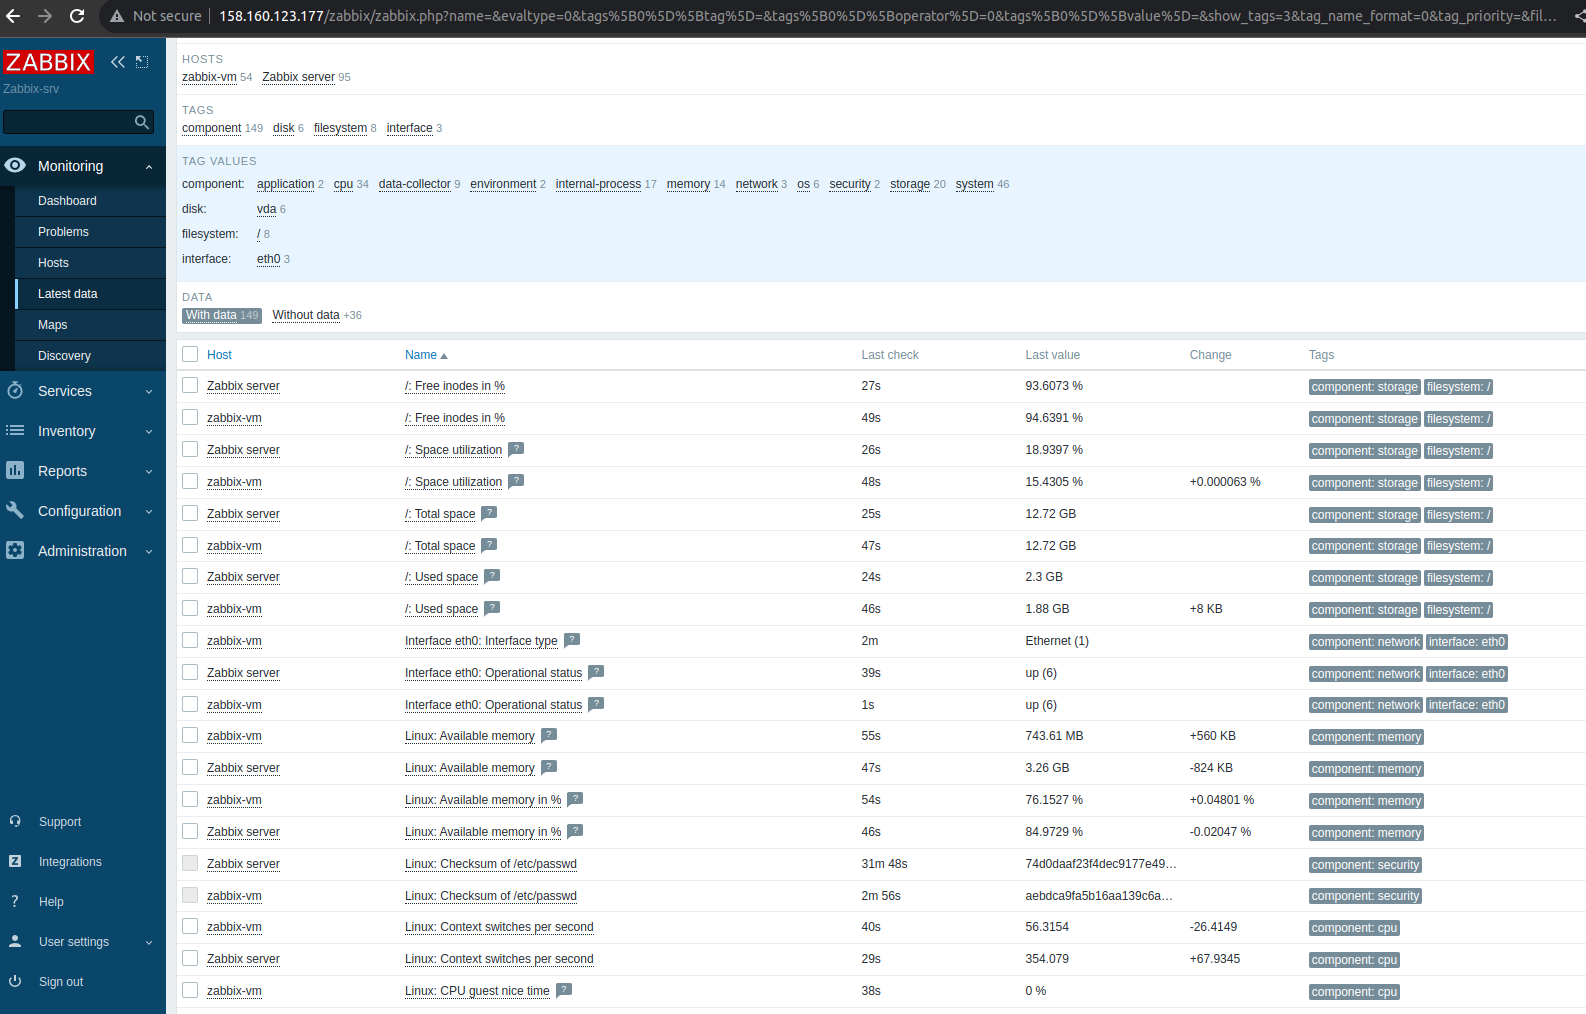 Not secure 158.160.123.177/zabbix/zabbix.php?name=&evaltype=0&tags%5B0%5D%5Btag%5D=&tags%5B0%5D%5Boperator%5D=0&tags%5B0%5D%5Bvalue%5D=&show_tags=3&tag_name_format=0&tag_priority=&fil…
ZABBIX
Zabbix-srv
Monitoring
Dashboard
Problems
Hosts
Latest data
Maps
Discovery
Services
Inventory
Reports
Configuration
Administration
Support
Z Integrations
? Help
User settings
Sign out
HOSTS
zabbix-vm 54 Zabbix server 95
TAGS
component 149 disk 6 filesystem 8 interface 3
TAG VALUES
component: application 2 cpu 34 data-collector 9 environment 2 internal-process 17 memory 14 network 3 os 6 security 2 storage 20 system 46
disk: vda 6
filesystem: / 8
interface: eth0 3
DATA
With data 149 Without data +36
Host Name Last check Last value Change Tags
Zabbix server /: Free inodes in % 27s 93.6073 % component: storage filesystem: /
zabbix-vm /: Free inodes in % 49s 94.6391 % component: storage filesystem: /
Zabbix server /: Space utilization ? 26s 18.9397 % component: storage filesystem: /
zabbix-vm /: Space utilization ? 48s 15.4305 % +0.000063 % component: storage filesystem: /
Zabbix server /: Total space ? 25s 12.72 GB component: storage filesystem: /
zabbix-vm /: Total space ? 47s 12.72 GB component: storage filesystem: /
Zabbix server /: Used space ? 24s 2.3 GB component: storage filesystem: /
zabbix-vm /: Used space ? 46s 1.88 GB +8 KB component: storage filesystem: /
zabbix-vm Interface eth0: Interface type ? 2m Ethernet (1) component: network interface: eth0
Zabbix server Interface eth0: Operational status ? 39s up (6) component: network interface: eth0
zabbix-vm Interface eth0: Operational status ? 1s up (6) component: network interface: eth0
zabbix-vm Linux: Available memory ? 55s 743.61 MB +560 KB component: memory
Zabbix server Linux: Available memory ? 47s 3.26 GB -824 KB component: memory
zabbix-vm Linux: Available memory in % ? 54s 76.1527 % +0.04801 % component: memory
Zabbix server Linux: Available memory in % ? 46s 84.9729 % -0.02047 % component: memory
Zabbix server Linux: Checksum of /etc/passwd 31m 48s 74d0daaf23f4dec9177e49… component: security
zabbix-vm Linux: Checksum of /etc/passwd 2m 56s aebdca9fa5b16aa139c6a… component: security
zabbix-vm Linux: Context switches per second 40s 56.3154 -26.4149 component: cpu
Zabbix server Linux: Context switches per second 29s 354.079 +67.9345 component: cpu
zabbix-vm Linux: CPU guest nice time ? 38s 0 % component: cpu